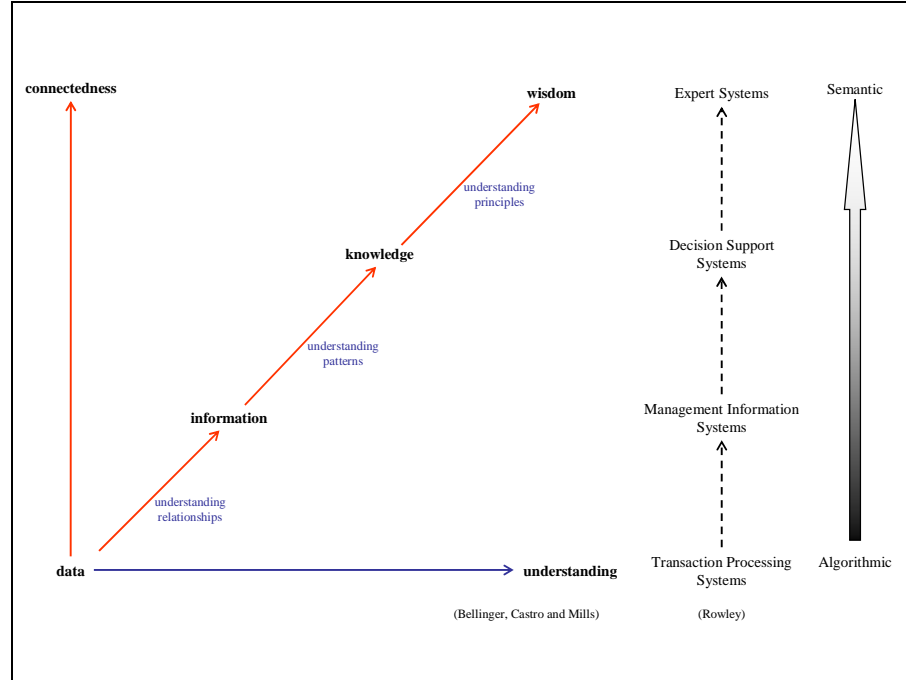 connectedness
wisdom
Expert Systems
Semantic
understanding
principles
knowledge
Decision Support
Systems
understanding
patterns
information
Management Information
Systems
understanding
relationships
data
understanding
Transaction Processing
Systems
Algorithmic
(Bellinger, Castro and Mills)
(Rowley)